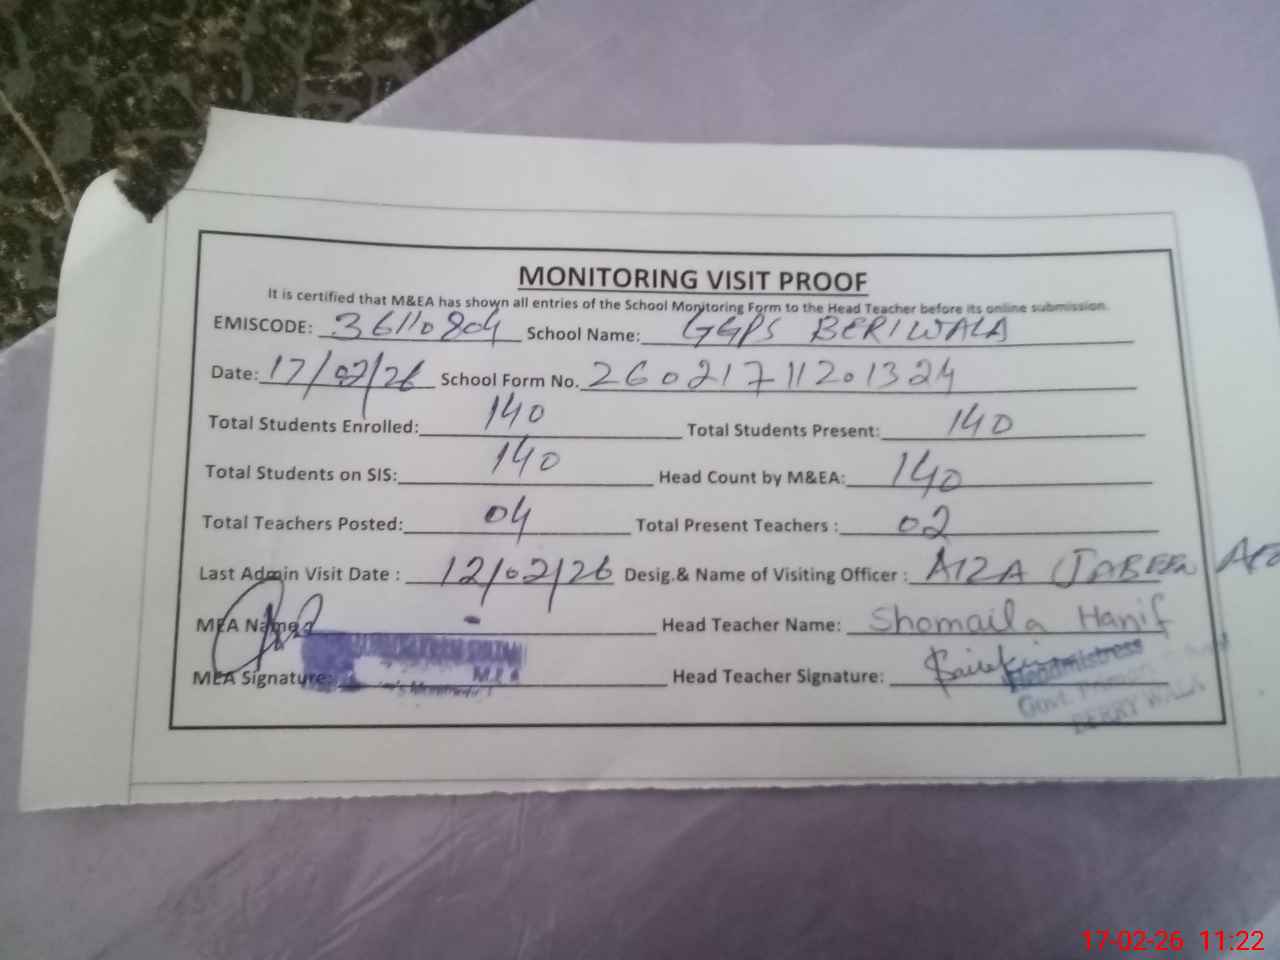 MONITORING VISIT PROOF
It is certified that M&EA has shown all entries of the School Monitoring Form to the Head Teacher before its online submission.
EMISCODE: 36110804 School Name: GGPS BERIWALA
Date: 17/02/26 School Form No. 26021711201324
Total Students Enrolled: 140 Total Students Present: 140
Total Students on SIS: 140 Head Count by M&EA: 140
Total Teachers Posted: 04 Total Present Teachers : 02
Last Admin Visit Date : 12/02/26 Desig.& Name of Visiting Officer : AIZA JABEEN
MEA Name Head Teacher Name: Shomaila Hanif
MEA Signature: Head Teacher Signature:
Headmistress
Govt.
BERRY WALA
17-02-26 11:22